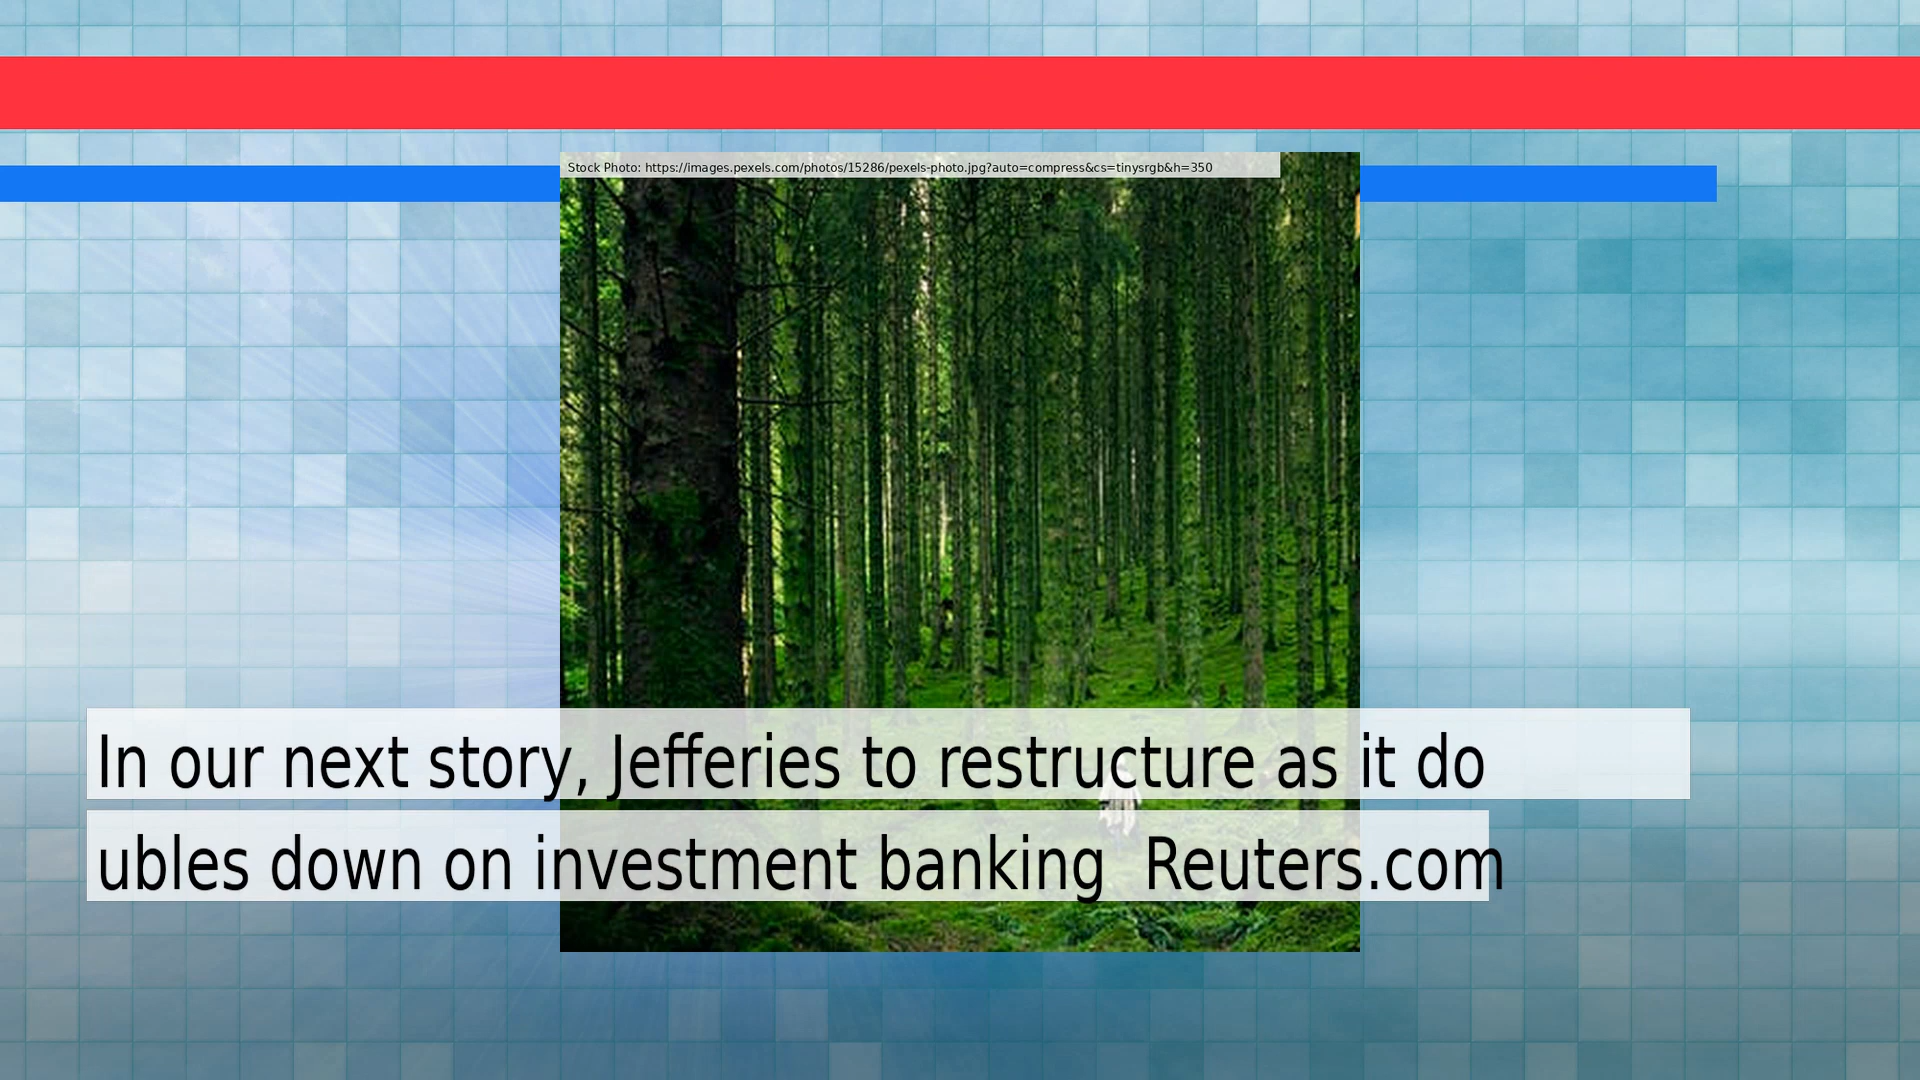 Stock Photo: https://images.pexels.com/photos/15286/pexels-photo.jpg?auto=compress&cs=tinysrgb&h=350
In our next story, Jefferies to restructure as it do
ubles down on investment banking  Reuters.com